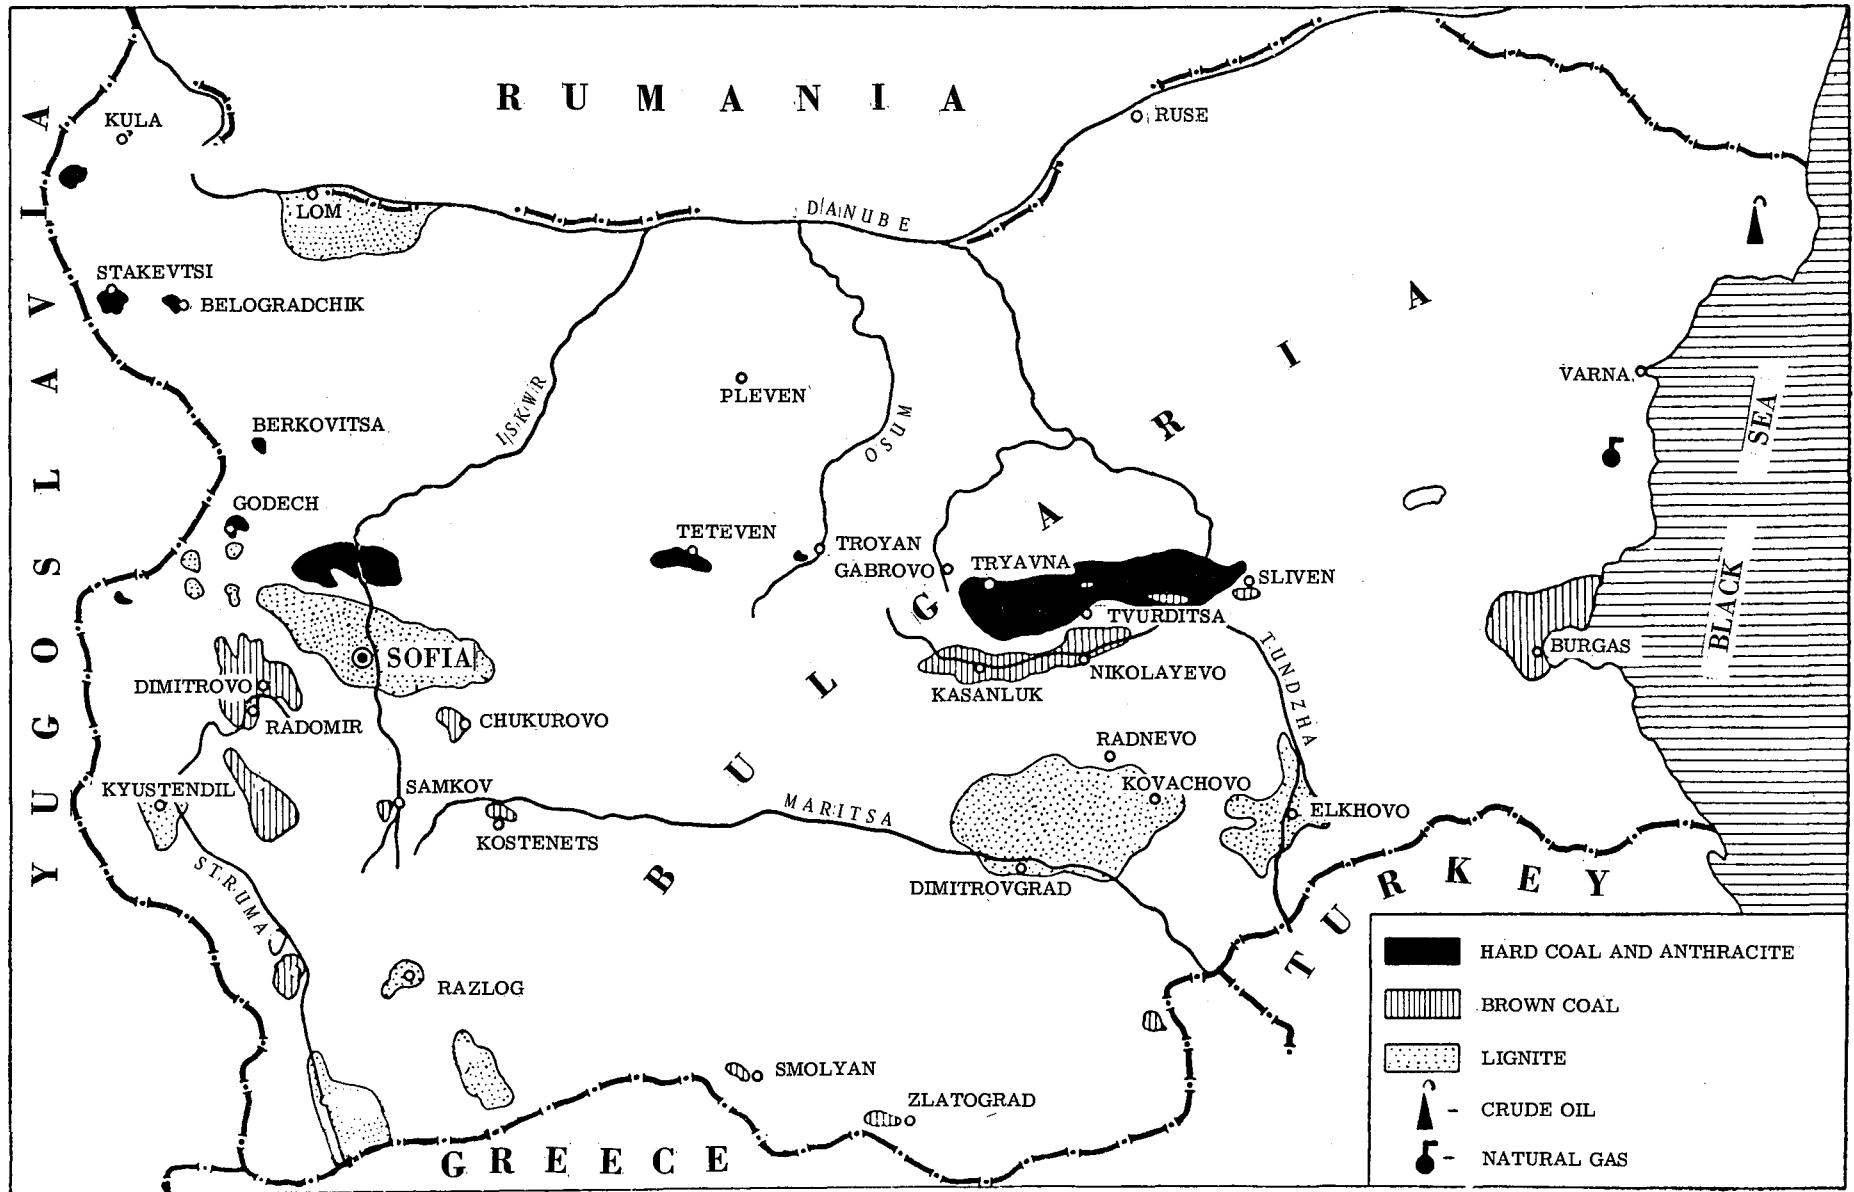 RUMANIA
YUGOSLAVIA
KULA
RUSE
LOM
DANUBE
STAKEVTSI
BELOGRADCHIK
BULGARIA
ISKWR
PLEVEN
OSUM
VARNA
BLACK SEA
BERKOVITSA
GODECH
TETEVEN
TROYAN
GABROVO
TRYAVNA
SLIVEN
TVURDITSA
SOFIA
BURGAS
TUNDZHA
DIMITROVO
NIKOLAYEVO
KASANLUK
RADOMIR
CHUKUROVO
RADNEVO
KOVACHOVO
KYUSTENDIL
SAMKOV
MARITSA
ELKHOVO
KOSTENETS
STRUMA
DIMITROVGRAD
TURKEY
RAZLOG
SMOLYAN
ZLATOGRAD
GREECE
HARD COAL AND ANTHRACITE
BROWN COAL
LIGNITE
- CRUDE OIL
- NATURAL GAS